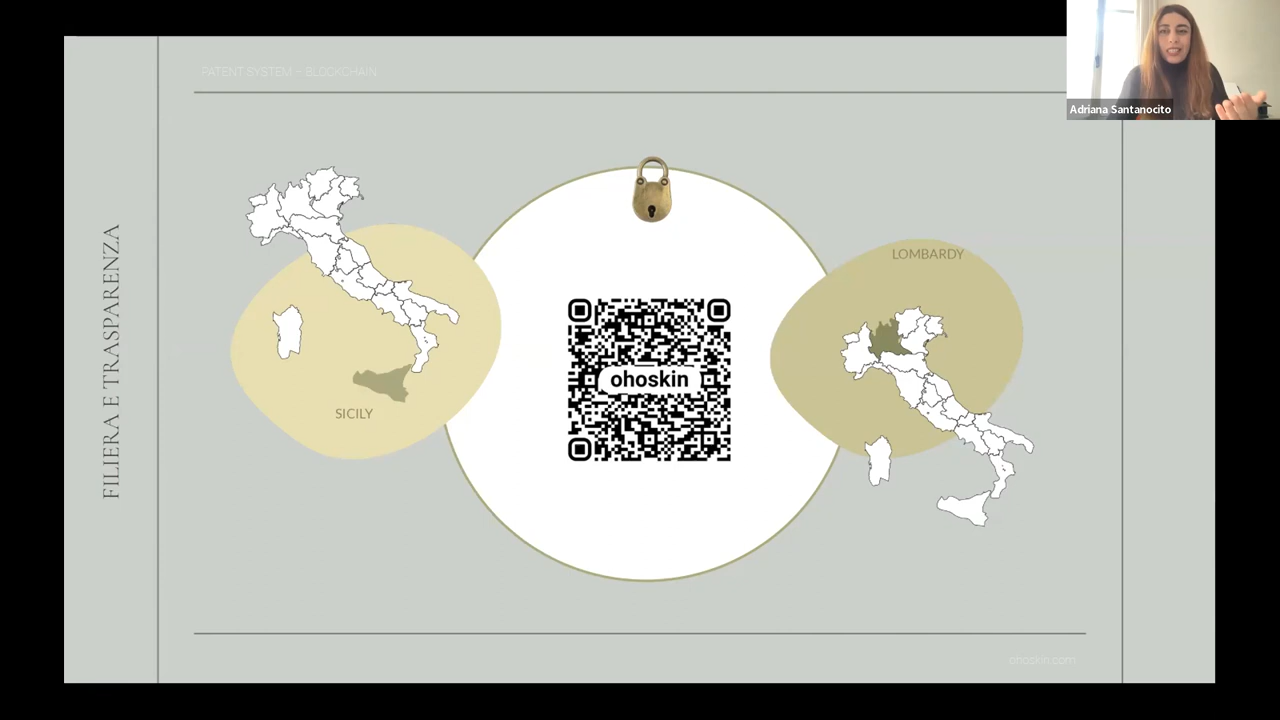 PATENT SYSTEM – BLOCKCHAIN
Adriana Santanocito
FILIERA E TRASPARENZA
SICILY
ohoskin
LOMBARDY
ohoskin.com